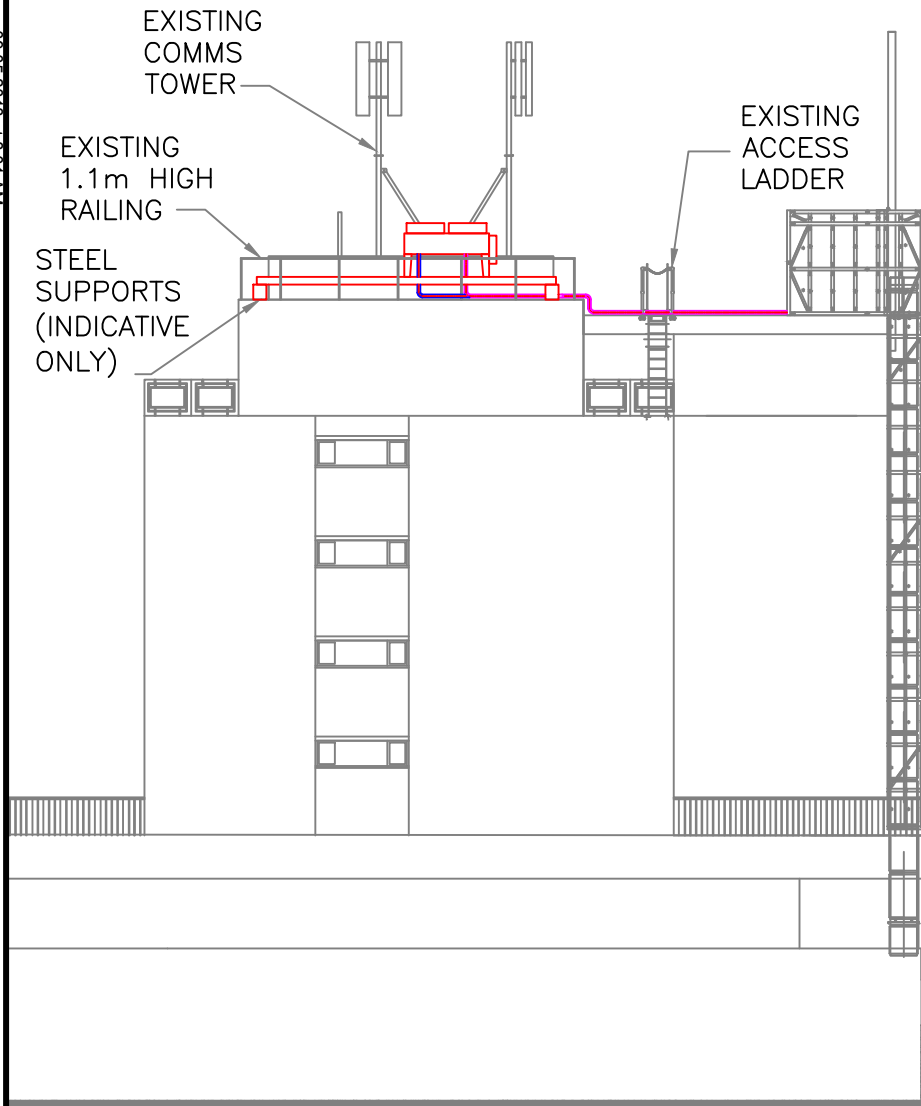 EXISTING
COMMS
TOWER
EXISTING
1.1m HIGH
RAILING
STEEL
SUPPORTS
(INDICATIVE
ONLY)
EXISTING
ACCESS
LADDER